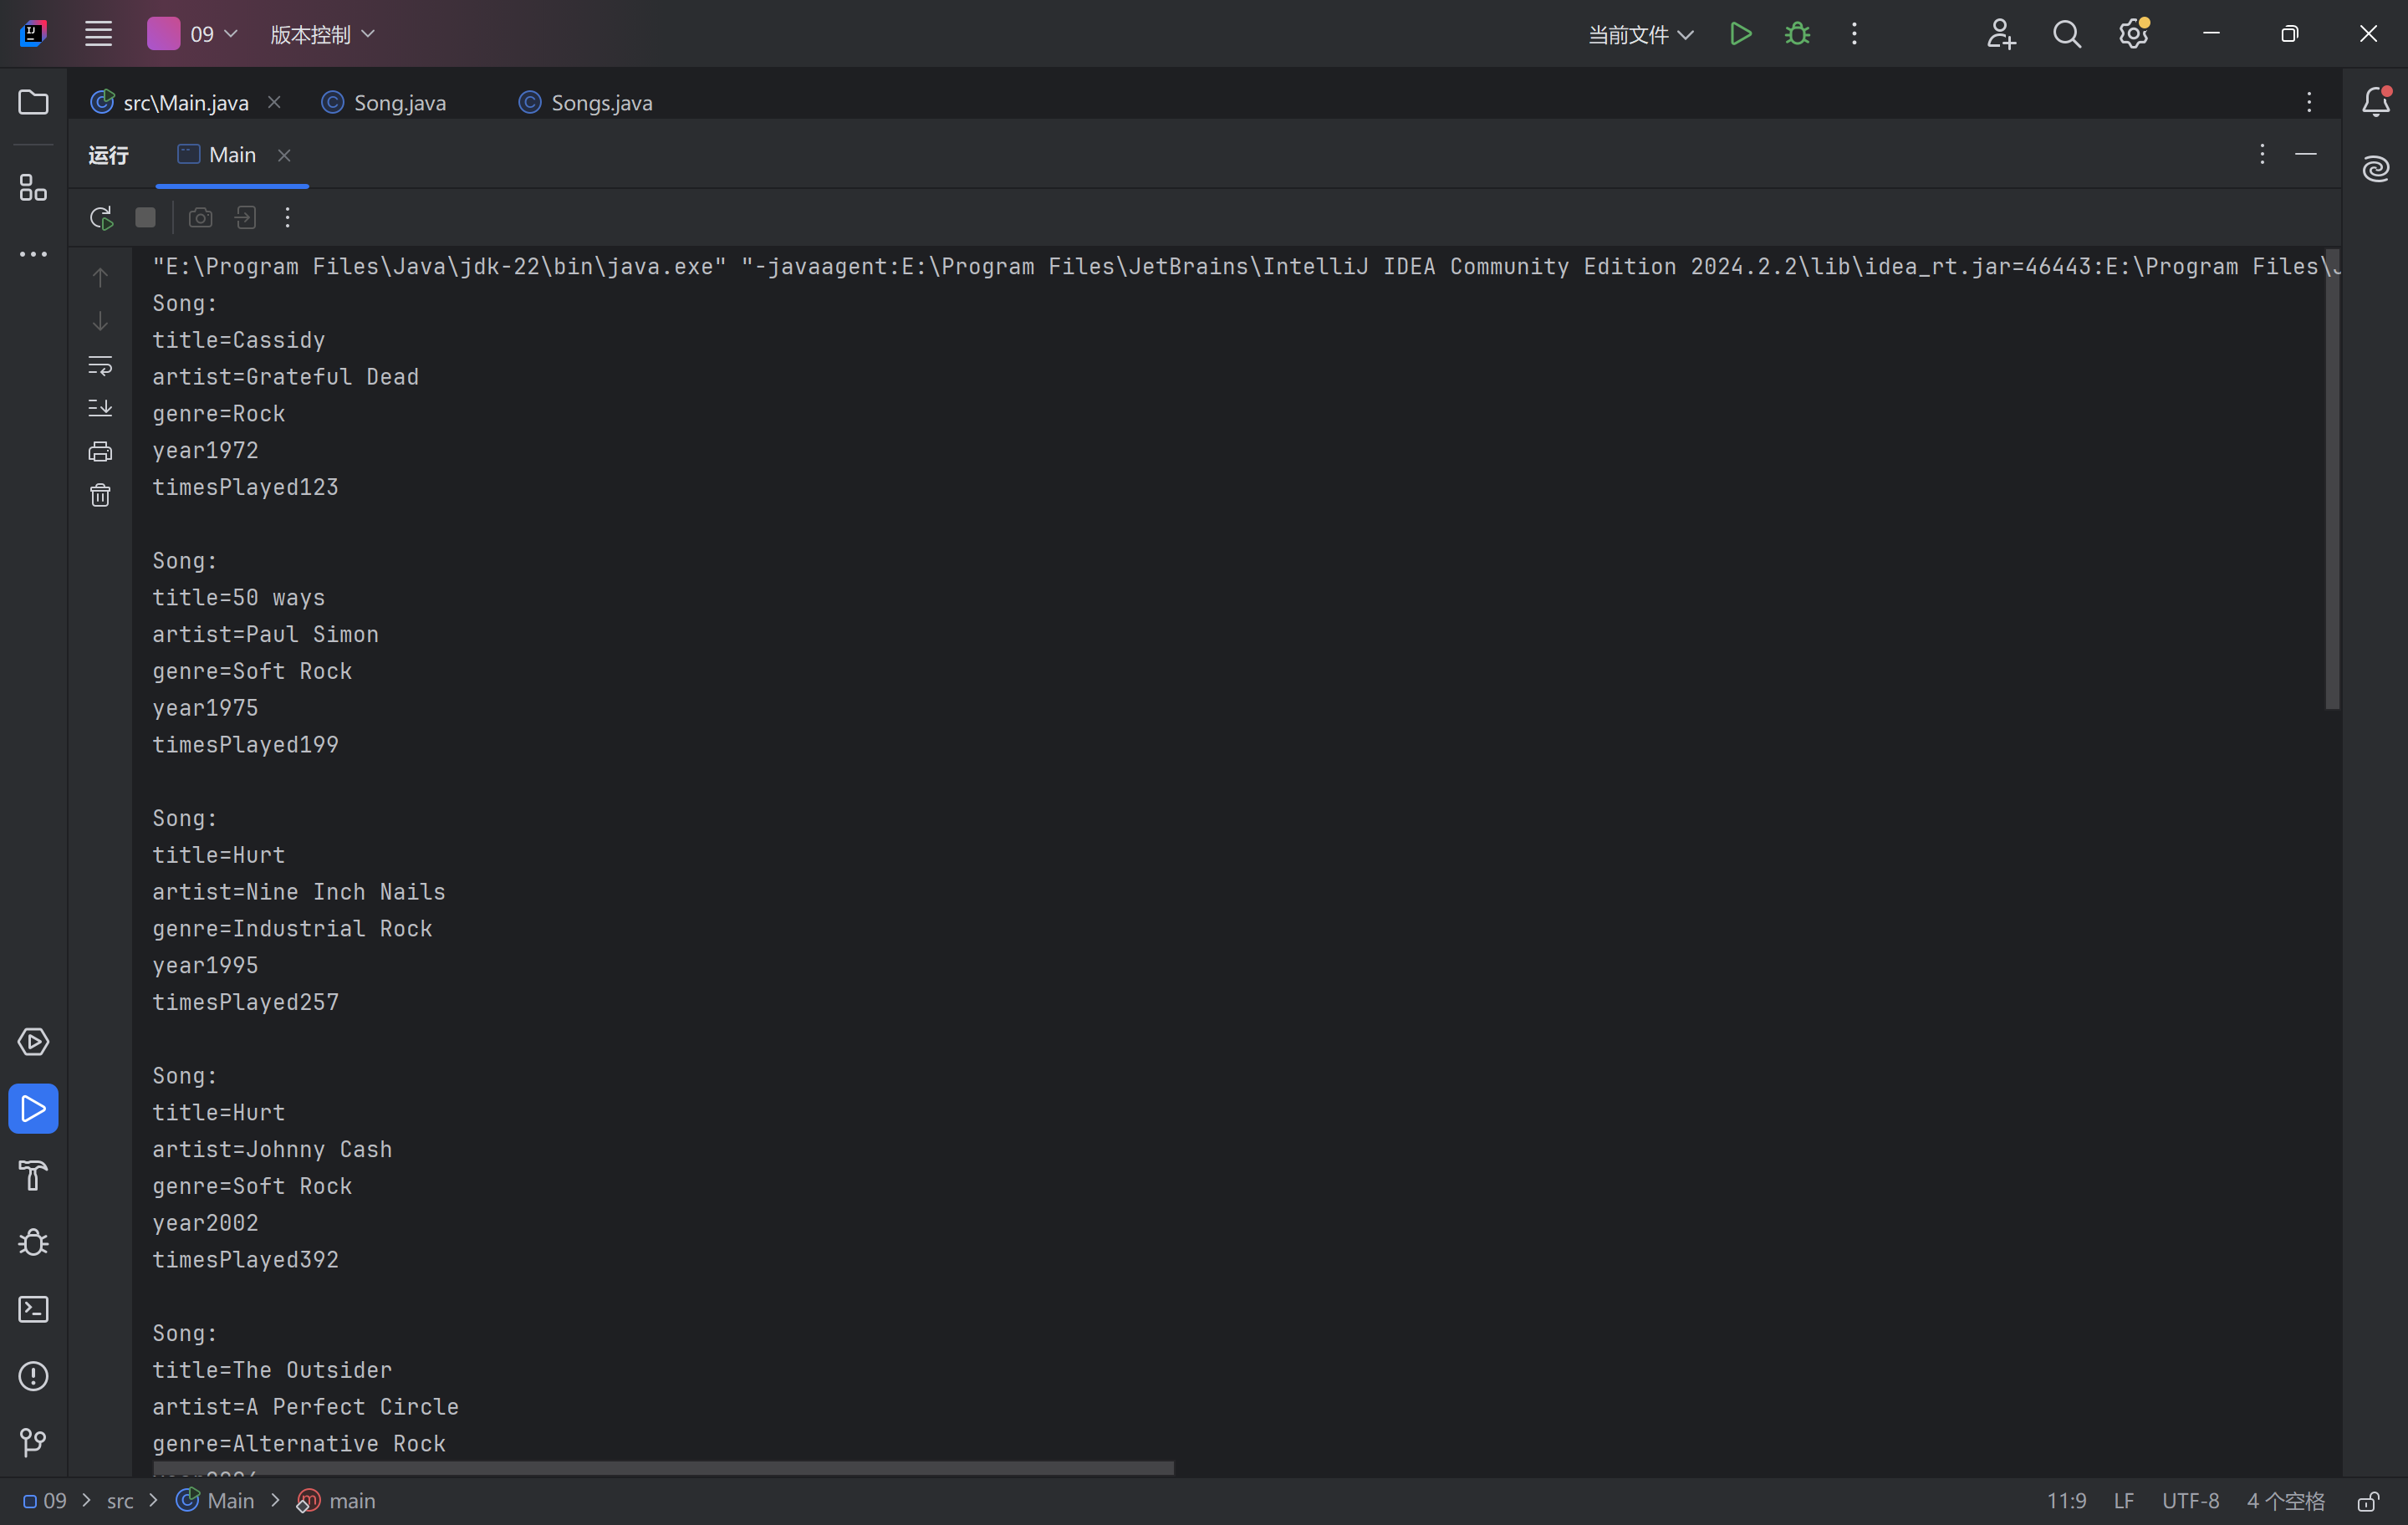 09
版本控制
当前文件
src\Main.java
Song.java
Songs.java
运行
Main
"E:\Program Files\Java\jdk-22\bin\java.exe" "-javaagent:E:\Program Files\JetBrains\IntelliJ IDEA Community Edition 2024.2.2\lib\idea_rt.jar=46443:E:\Program Files\J
Song:
title=Cassidy
artist=Grateful Dead
genre=Rock
year1972
timesPlayed123
Song:
title=50 ways
artist=Paul Simon
genre=Soft Rock
year1975
timesPlayed199
Song:
title=Hurt
artist=Nine Inch Nails
genre=Industrial Rock
year1995
timesPlayed257
Song:
title=Hurt
artist=Johnny Cash
genre=Soft Rock
year2002
timesPlayed392
Song:
title=The Outsider
artist=A Perfect Circle
genre=Alternative Rock
09 > src > Main > main
11:9 LF UTF-8 4 个空格